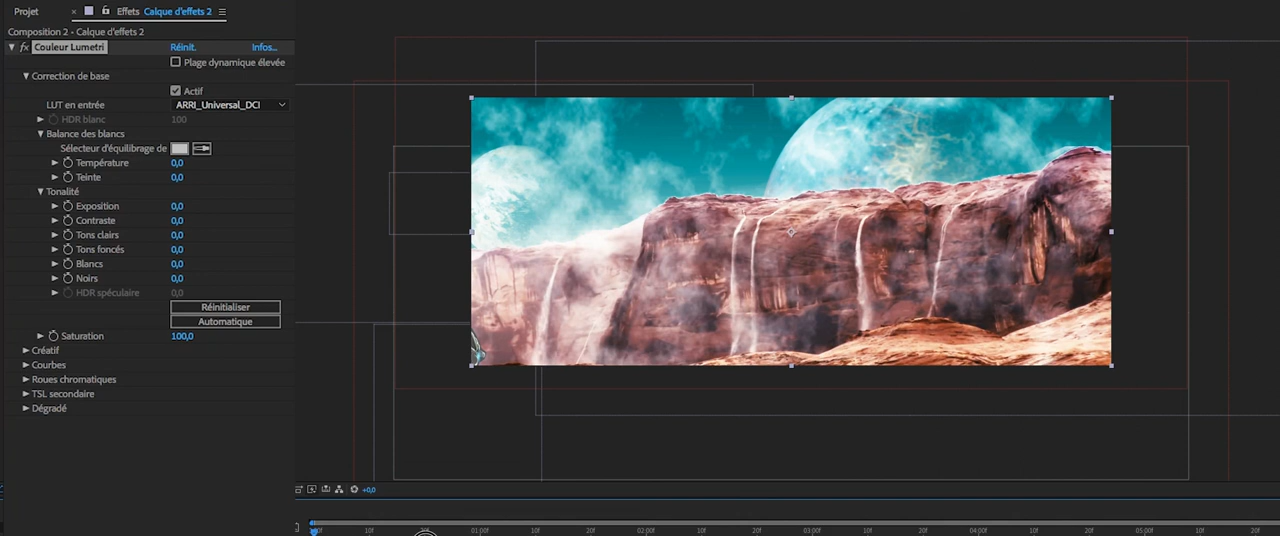 Projet × Effets Calque d'effets 2
Composition 2 • Calque d'effets 2
fx Couleur Lumetri Réinit. Infos...
Plage dynamique élevée
Correction de base
Actif
LUT en entrée ARRI_Universal_DCI
HDR blanc 100
Balance des blancs
Sélecteur d'équilibrage de
Température 0,0
Teinte 0,0
Tonalité
Exposition 0,0
Contraste 0,0
Tons clairs 0,0
Tons foncés 0,0
Blancs 0,0
Noirs 0,0
HDR spéculaire 0,0
Réinitialiser
Automatique
Saturation 100,0
Créatif
Courbes
Roues chromatiques
TSL secondaire
Dégradé
+0,0
10f 01:00f 10f 20f 02:00f 10f 20f 03:00f 10f 20f 04:00f 10f 20f 05:00f 10f 20f